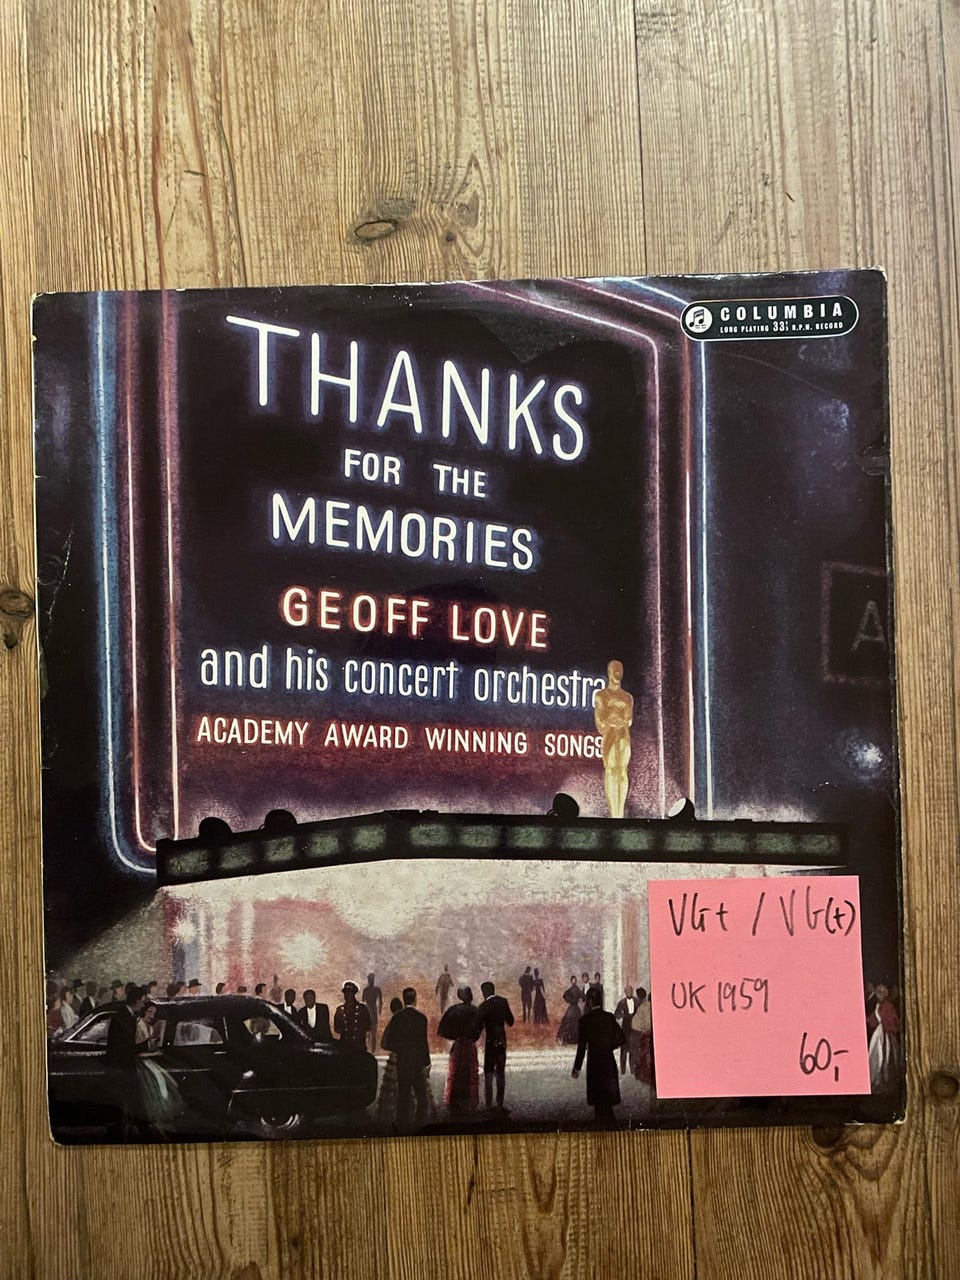 COLUMBIA
LONG PLAYING 33⅓ R.P.M. RECORD
THANKS
FOR THE
MEMORIES
GEOFF LOVE
and his concert orchestra
ACADEMY AWARD WINNING SONGS
A
VG+ / VG(+)
UK 1959
60,-